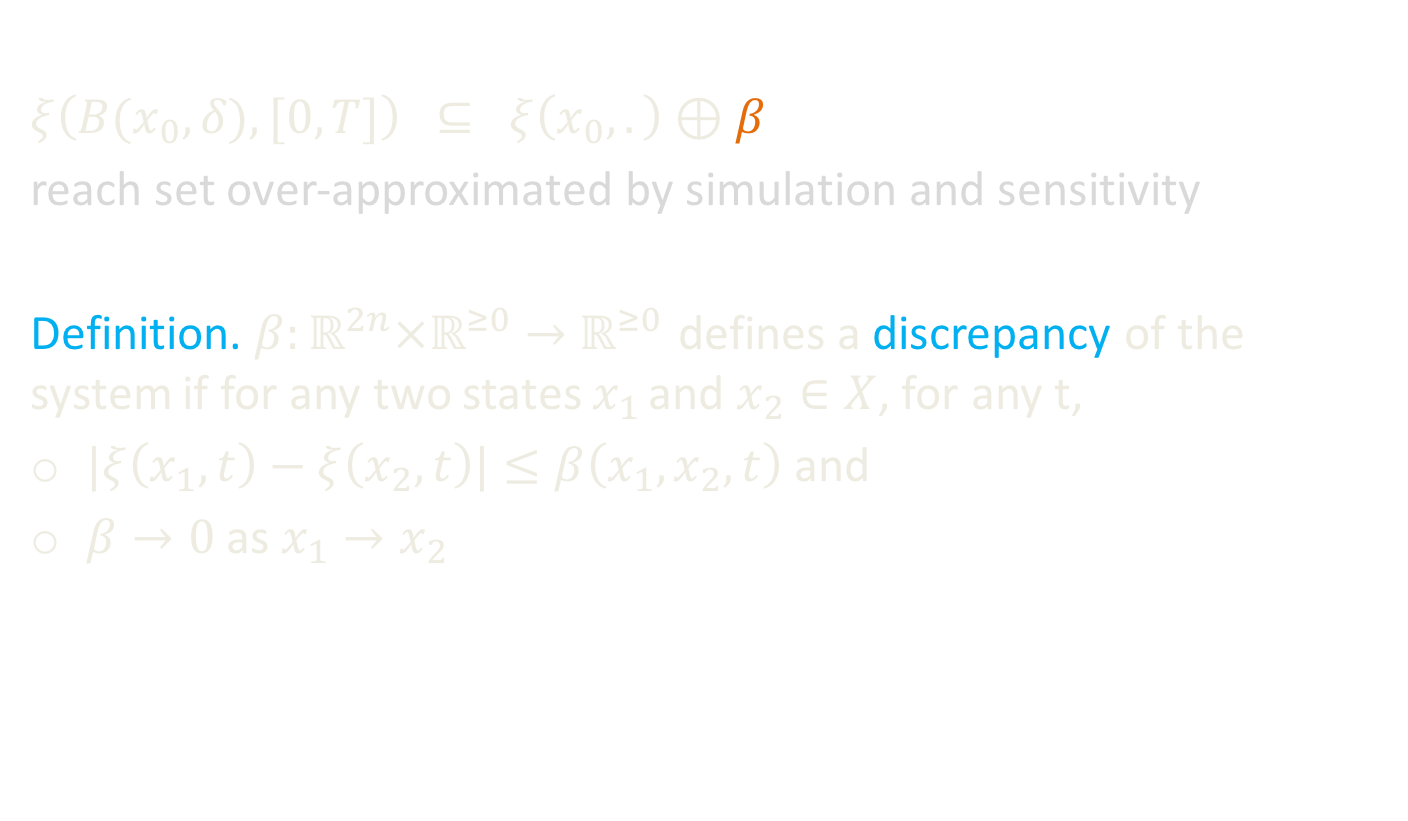 ξ(B(x₀, δ), [0, T]) ⊆ ξ(x₀, .) ⊕ β
reach set over-approximated by simulation and sensitivity
Definition. β: ℝ²ⁿ×ℝ≥⁰ → ℝ≥⁰ defines a discrepancy of the
system if for any two states x₁ and x₂ ∈ X, for any t,
○ |ξ(x₁, t) − ξ(x₂, t)| ≤ β(x₁, x₂, t) and
○ β → 0 as x₁ → x₂